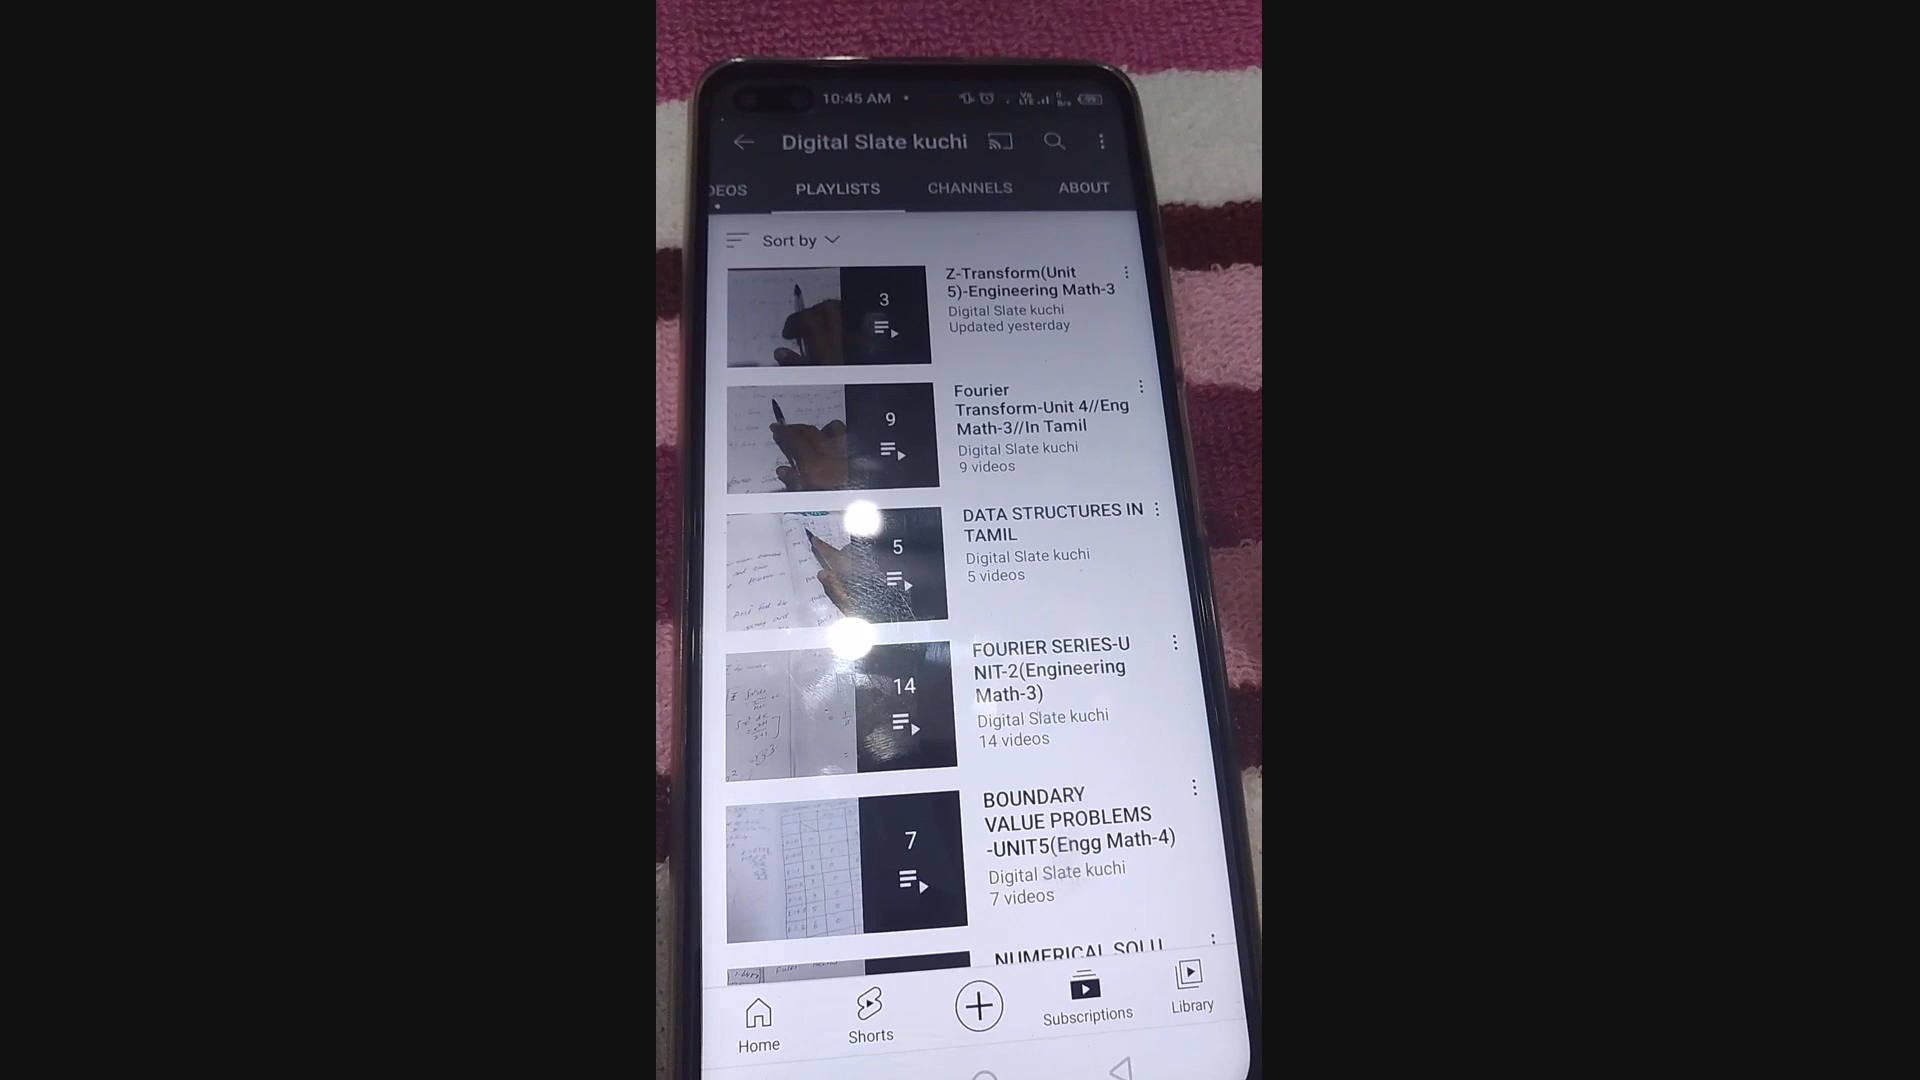 10:45 AM
Digital Slate kuchi
DEOS PLAYLISTS CHANNELS ABOUT
Sort by
3
Z-Transform(Unit
5)-Engineering Math-3
Digital Slate kuchi
Updated yesterday
9
Fourier
Transform-Unit 4//Eng
Math-3//In Tamil
Digital Slate kuchi
9 videos
5
DATA STRUCTURES IN
TAMIL
Digital Slate kuchi
5 videos
14
FOURIER SERIES-U
NIT-2(Engineering
Math-3)
Digital Slate kuchi
14 videos
7
BOUNDARY
VALUE PROBLEMS
-UNIT5(Engg Math-4)
Digital Slate kuchi
7 videos
NUMERICAL SOLU
Home
Shorts
Subscriptions
Library